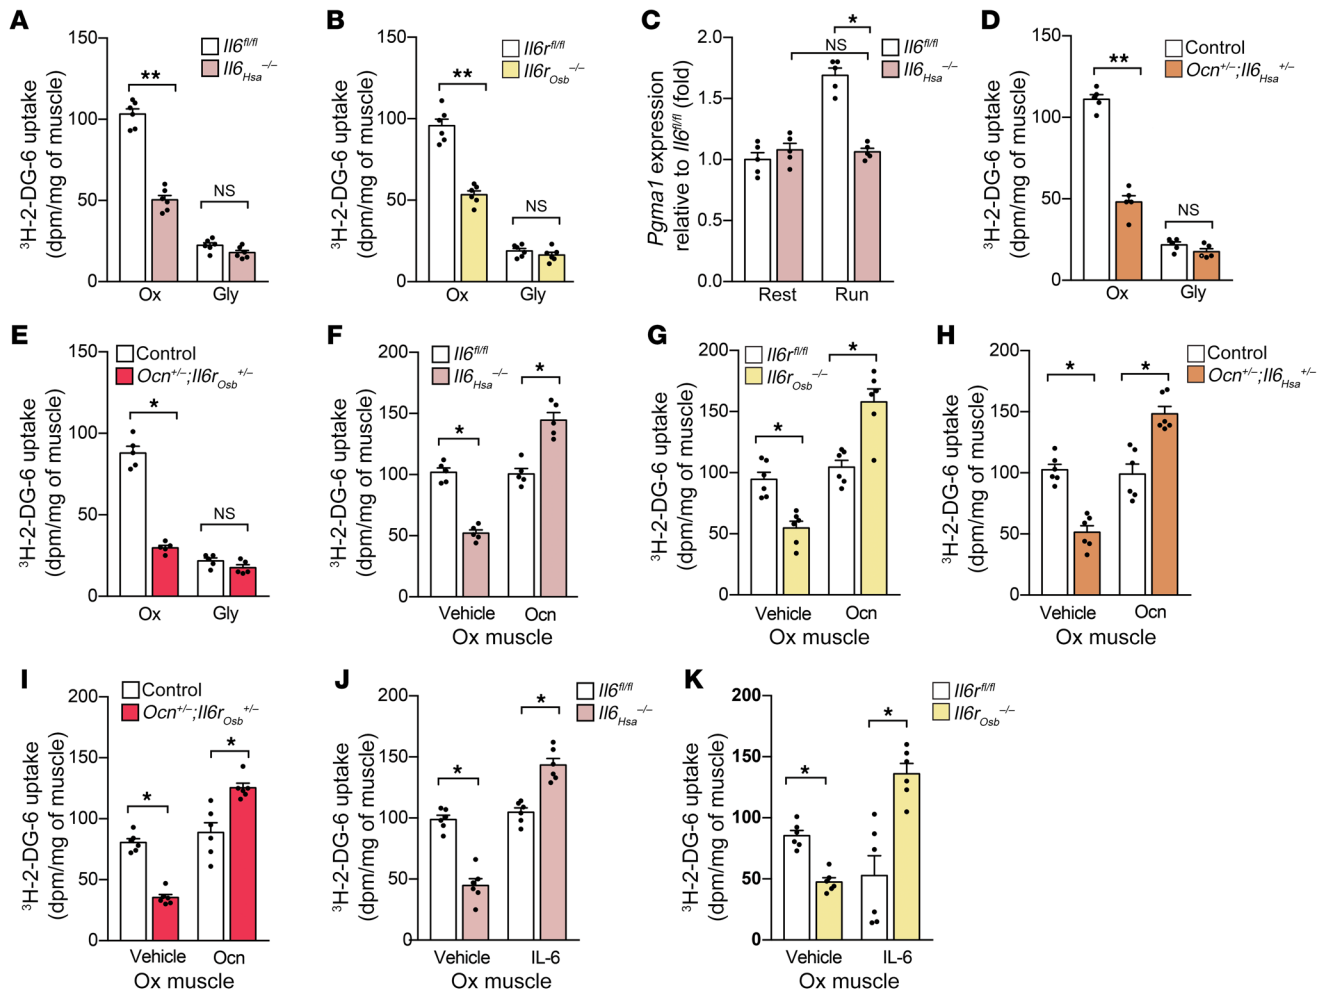 A
³H-2-DG-6 uptake
(dpm/mg of muscle)
150
100
50
0
**
NS
Ox
Gly
Il6fl/fl
Il6Hsa–/–
B
³H-2-DG-6 uptake
(dpm/mg of muscle)
150
100
50
0
**
NS
Ox
Gly
Il6rfl/fl
Il6rOsb–/–
C
Pgma1 expression
relative to Il6fl/fl (fold)
2.0
1.5
1.0
0.5
0.0
*
NS
Rest
Run
Il6fl/fl
Il6Hsa–/–
D
³H-2-DG-6 uptake
(dpm/mg of muscle)
150
100
50
0
**
NS
Ox
Gly
Control
Ocn+/–;Il6Hsa+/–
E
³H-2-DG-6 uptake
(dpm/mg of muscle)
150
100
50
0
*
NS
Ox
Gly
Control
Ocn+/–;Il6rOsb+/–
F
³H-2-DG-6 uptake
(dpm/mg of muscle)
200
150
100
50
0
*
*
Vehicle
Ocn
Ox muscle
Il6fl/fl
Il6Hsa–/–
G
³H-2-DG-6 uptake
(dpm/mg of muscle)
200
150
100
50
0
*
*
Vehicle
Ocn
Ox muscle
Il6rfl/fl
Il6rOsb–/–
H
³H-2-DG-6 uptake
(dpm/mg of muscle)
200
150
100
50
0
*
*
Vehicle
Ocn
Ox muscle
Control
Ocn+/–;Il6Hsa+/–
I
³H-2-DG-6 uptake
(dpm/mg of muscle)
200
150
100
50
0
*
*
Vehicle
Ocn
Ox muscle
Control
Ocn+/–;Il6rOsb+/–
J
³H-2-DG-6 uptake
(dpm/mg of muscle)
200
150
100
50
0
*
*
Vehicle
IL-6
Ox muscle
Il6fl/fl
Il6Hsa–/–
K
³H-2-DG-6 uptake
(dpm/mg of muscle)
200
150
100
50
0
*
*
Vehicle
IL-6
Ox muscle
Il6rfl/fl
Il6rOsb–/–